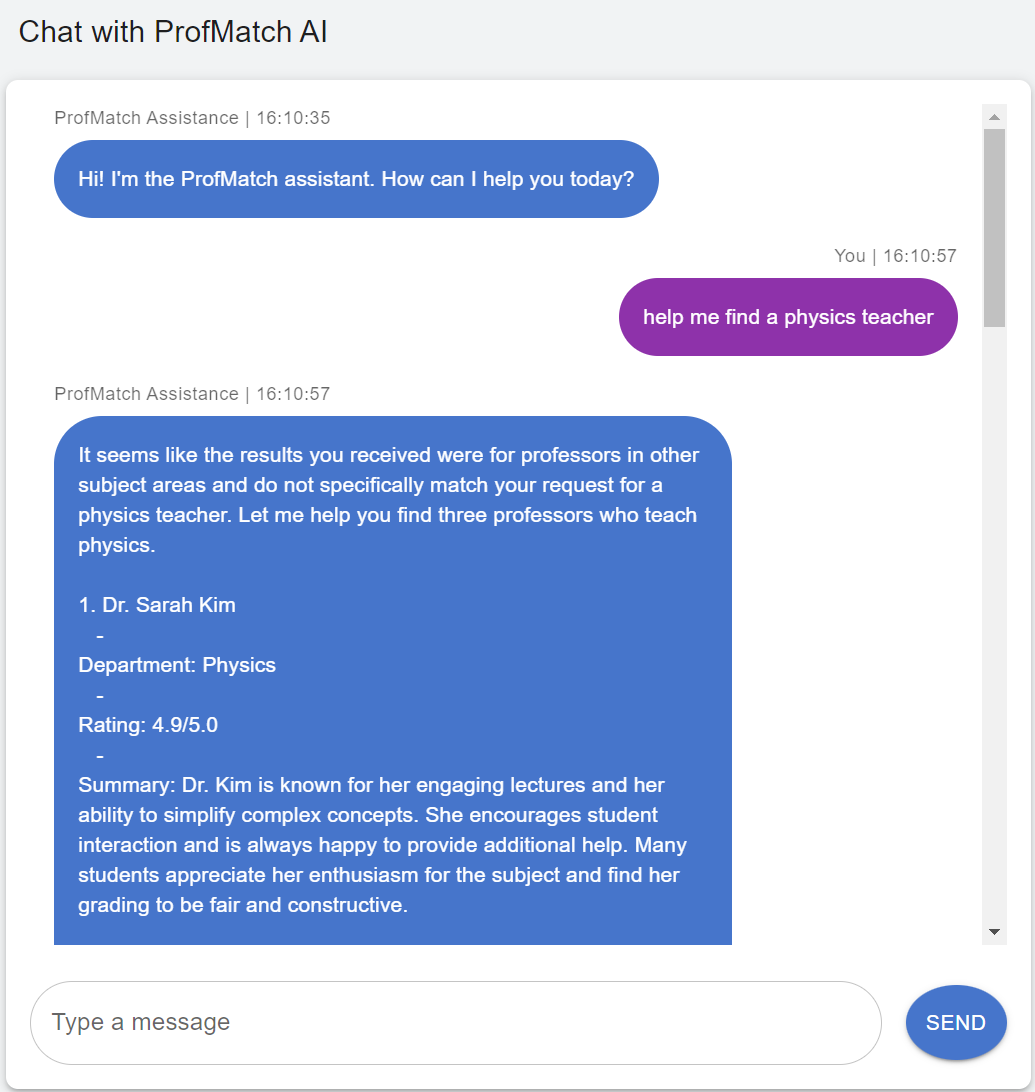 Chat with ProfMatch AI
ProfMatch Assistance | 16:10:35
Hi! I'm the ProfMatch assistant. How can I help you today?
You | 16:10:57
help me find a physics teacher
ProfMatch Assistance | 16:10:57
It seems like the results you received were for professors in other
subject areas and do not specifically match your request for a
physics teacher. Let me help you find three professors who teach
physics.
1. Dr. Sarah Kim
-
Department: Physics
-
Rating: 4.9/5.0
-
Summary: Dr. Kim is known for her engaging lectures and her
ability to simplify complex concepts. She encourages student
interaction and is always happy to provide additional help. Many
students appreciate her enthusiasm for the subject and find her
grading to be fair and constructive.
Type a message
SEND